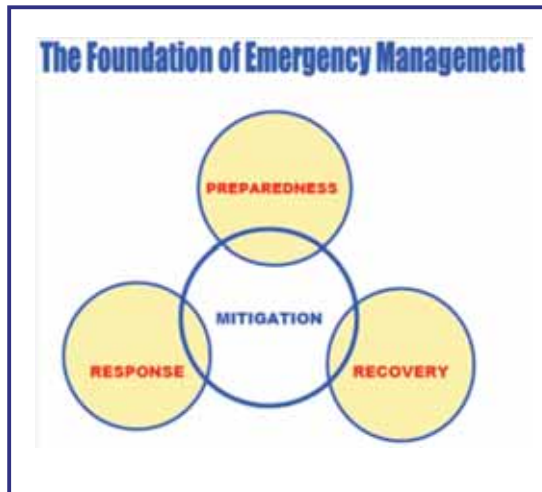 The Foundation of Emergency Management
PREPAREDNESS
MITIGATION
RESPONSE
RECOVERY